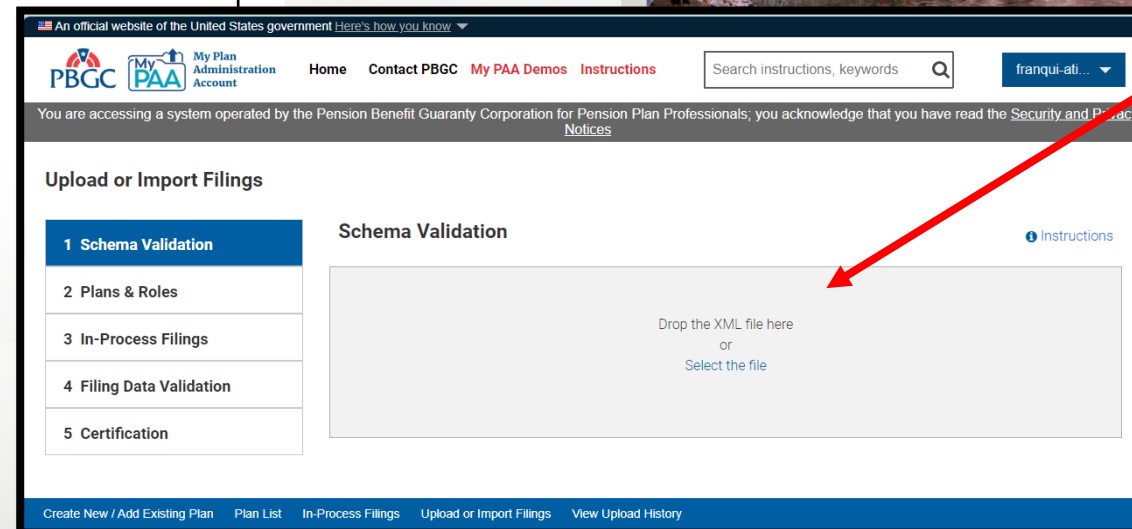 An official website of the United States government Here's how you know
PBGC
My PAA
My Plan
Administration
Account
Home Contact PBGC My PAA Demos Instructions
Search instructions, keywords
franqui-ati...
You are accessing a system operated by the Pension Benefit Guaranty Corporation for Pension Plan Professionals; you acknowledge that you have read the Security and
Notices
Upload or Import Filings
1 Schema Validation
2 Plans & Roles
3 In-Process Filings
4 Filing Data Validation
5 Certification
Schema Validation
Instructions
Drop the XML file here
or
Select the file
Create New / Add Existing Plan Plan List In-Process Filings Upload or Import Filings View Upload History